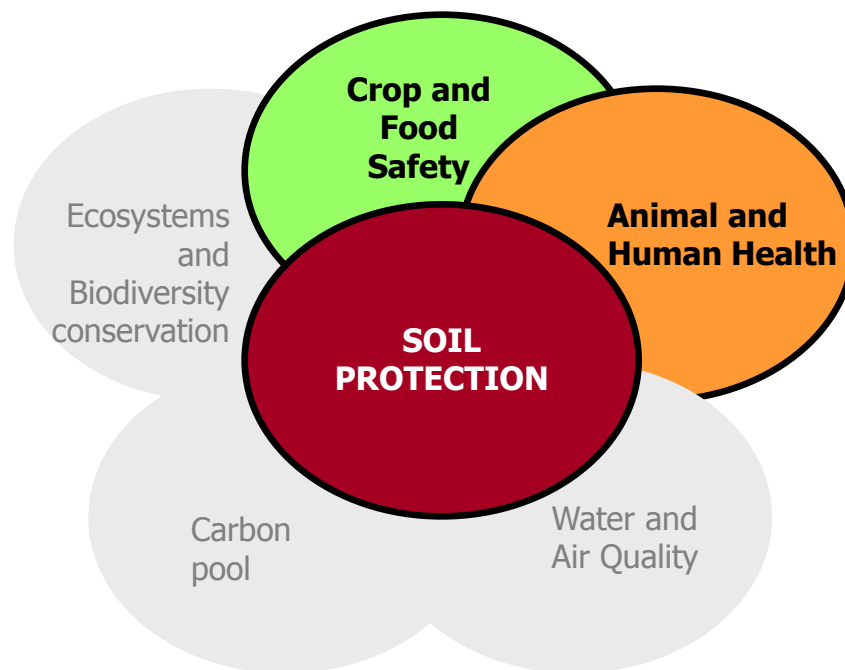 Crop and
Food
Safety
Ecosystems
and
Biodiversity
conservation
Animal and
Human Health
SOIL
PROTECTION
Carbon
pool
Water and
Air Quality